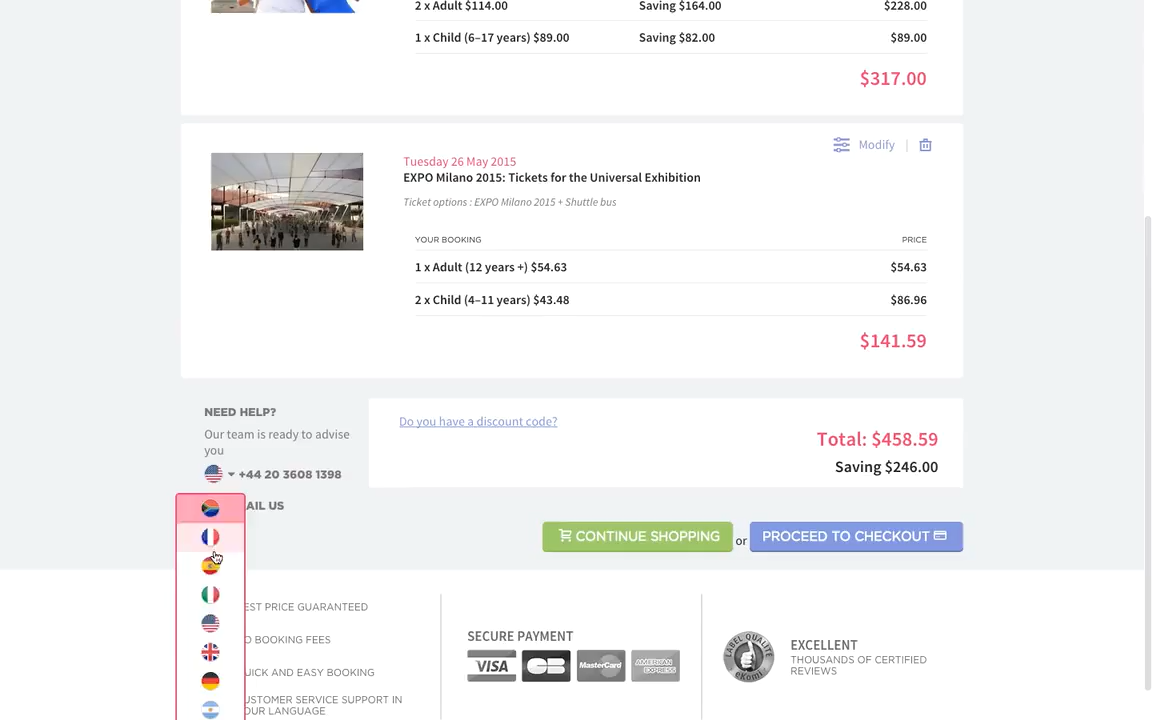 2 x Adult $114.00 Saving $164.00 $228.00
1 x Child (6–17 years) $89.00 Saving $82.00 $89.00
$317.00
Modify |
Tuesday 26 May 2015
EXPO Milano 2015: Tickets for the Universal Exhibition
Ticket options : EXPO Milano 2015 + Shuttle bus
YOUR BOOKING PRICE
1 x Adult (12 years +) $54.63 $54.63
2 x Child (4–11 years) $43.48 $86.96
$141.59
NEED HELP?
Our team is ready to advise
you
+44 20 3608 1398
AIL US
Do you have a discount code?
Total: $458.59
Saving $246.00
CONTINUE SHOPPING or PROCEED TO CHECKOUT
EST PRICE GUARANTEED
O BOOKING FEES
UICK AND EASY BOOKING
USTOMER SERVICE SUPPORT IN
OUR LANGUAGE
SECURE PAYMENT
VISA CB MasterCard AMERICAN EXPRESS
LABEL QUALITE
eKomi
EXCELLENT
THOUSANDS OF CERTIFIED
REVIEWS